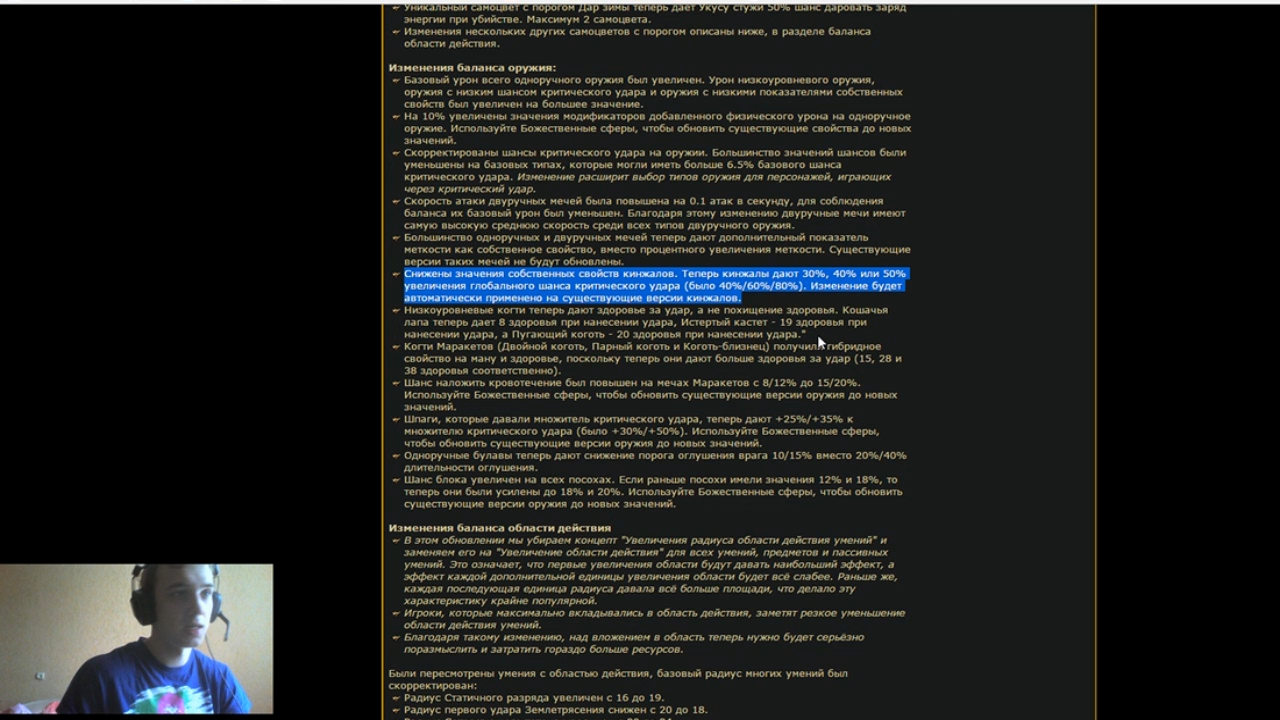 Уникальный самоцвет с порогом Дар зимы теперь дает Укусу стужи 50% шанс даровать заряд
энергии при убийстве. Максимум 2 самоцвета.
Изменения нескольких других самоцветов с порогом описаны ниже, в разделе баланса
области действия.
Изменения баланса оружия:
Базовый урон всего одноручного оружия был увеличен. Урон низкоуровневого оружия,
оружия с низким шансом критического удара и оружия с низкими показателями собственных
свойств был увеличен на большее значение.
На 10% увеличены значения модификаторов добавленного физического урона на одноручное
оружие. Используйте Божественные сферы, чтобы обновить существующие свойства до новых
значений.
Скорректированы шансы критического удара на оружии. Большинство значений шансов были
уменьшены на базовых типах, которые могли иметь больше 6.5% базового шанса
критического удара. Изменение расширит выбор типов оружия для персонажей, играющих
через критический удар.
Скорость атаки двуручных мечей была повышена на 0.1 атак в секунду, для соблюдения
баланса их базовый урон был уменьшен. Благодаря этому изменению двуручные мечи имеют
самую высокую среднюю скорость среди всех типов двуручного оружия.
Большинство одноручных и двуручных мечей теперь дают дополнительный показатель
меткости как собственное свойство, вместо процентного увеличения меткости. Существующие
версии таких мечей не будут обновлены.
Снижены значения собственных свойств кинжалов. Теперь кинжалы дают 30%, 40% или 50%
увеличения глобального шанса критического удара (было 40%/60%/80%). Изменение будет
автоматически применено на существующие версии кинжалов.
Низкоуровневые когти теперь дают здоровье за удар, а не похищение здоровья. Кошачья
лапа теперь дает 8 здоровья при нанесении удара, Истертый кастет - 19 здоровья при
нанесении удара, а Пугающий коготь - 20 здоровья при нанесении удара."
Когти Маракетов (Двойной коготь, Парный коготь и Коготь-близнец) получили гибридное
свойство на ману и здоровье, поскольку теперь они дают больше здоровья за удар (15, 28 и
38 здоровья соответственно).
Шанс наложить кровотечение был повышен на мечах Маракетов с 8/12% до 15/20%.
Используйте Божественные сферы, чтобы обновить существующие версии оружия до новых
значений.
Шпаги, которые давали множитель критического удара, теперь дают +25%/+35% к
множителю критического удара (было +30%/+50%). Используйте Божественные сферы,
чтобы обновить существующие версии оружия до новых значений.
Одноручные булавы теперь дают снижение порога оглушения врага 10/15% вместо 20%/40%
длительности оглушения.
Шанс блока увеличен на всех посохах. Если раньше посохи имели значения 12% и 18%, то
теперь они были усилены до 18% и 20%. Используйте Божественные сферы, чтобы обновить
существующие версии оружия до новых значений.
Изменения баланса области действия
В этом обновлении мы убираем концепт "Увеличения радиуса области действия умений" и
заменяем его на "Увеличение области действия" для всех умений, предметов и пассивных
умений. Это означает, что первые увеличения области будут давать наибольший эффект, а
эффект каждой дополнительной единицы увеличения области будет всё слабее. Раньше же,
каждая последующая единица радиуса давала всё больше площади, что делало эту
характеристику крайне популярной.
Игроки, которые максимально вкладывались в область действия, заметят резкое уменьшение
области действия умений.
Благодаря такому изменению, над вложением в область теперь нужно будет серьёзно
поразмыслить и затратить гораздо больше ресурсов.
Были пересмотрены умения с областью действия, базовый радиус многих умений был
скорректирован:
Радиус Статичного разряда увеличен с 16 до 19.
Радиус первого удара Землетрясения снижен с 20 до 18.